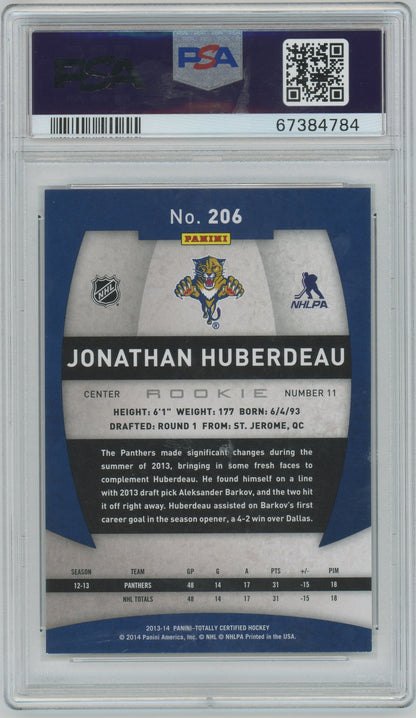 PSA
PSA
67384784
No. 206
PANINI
NHL
NHLPA
JONATHAN HUBERDEAU
CENTER ROOKIE NUMBER 11
HEIGHT: 6'1" WEIGHT: 177 BORN: 6/4/93
DRAFTED: ROUND 1 FROM: ST. JEROME, QC
The Panthers made significant changes during the
summer of 2013, bringing in some fresh faces to
complement Huberdeau. He found himself on a line
with 2013 draft pick Aleksander Barkov, and the two hit
it off right away. Huberdeau assisted on Barkov's first
career goal in the season opener, a 4-2 win over Dallas.
SEASON TEAM GP G A PTS +/- PIM
12-13 PANTHERS 48 14 17 31 -15 18
NHL TOTALS 48 14 17 31 -15 18
2013-14 PANINI-TOTALLY CERTIFIED HOCKEY
© 2014 Panini America, Inc. © NHL © NHLPA Printed in the USA.